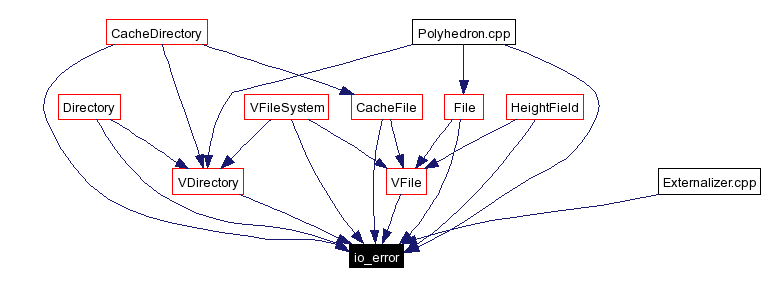 CacheDirectory
Polyhedron.cpp
Directory
VFileSystem
CacheFile
File
HeightField
VDirectory
VFile
Externalizer.cpp
io_error